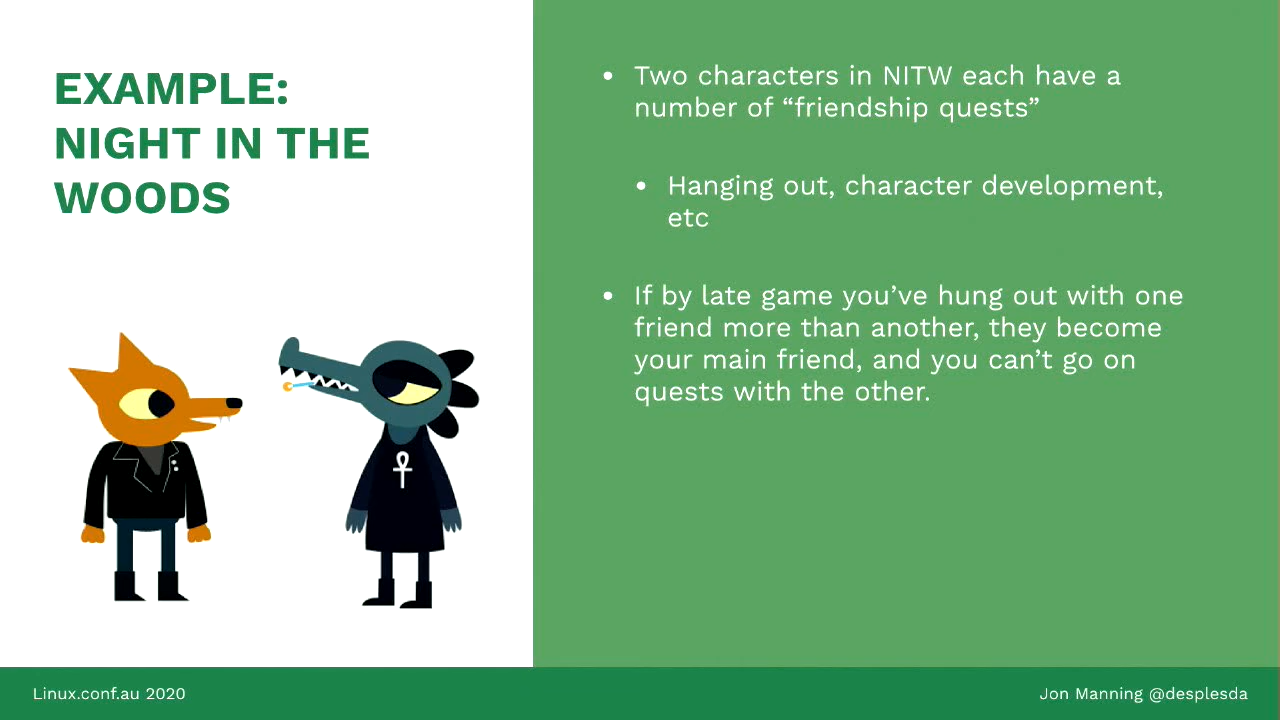 EXAMPLE:
NIGHT IN THE
WOODS
• Two characters in NITW each have a
number of “friendship quests”
• Hanging out, character development,
etc
• If by late game you’ve hung out with one
friend more than another, they become
your main friend, and you can’t go on
quests with the other.
Linux.conf.au 2020
Jon Manning @desplesda